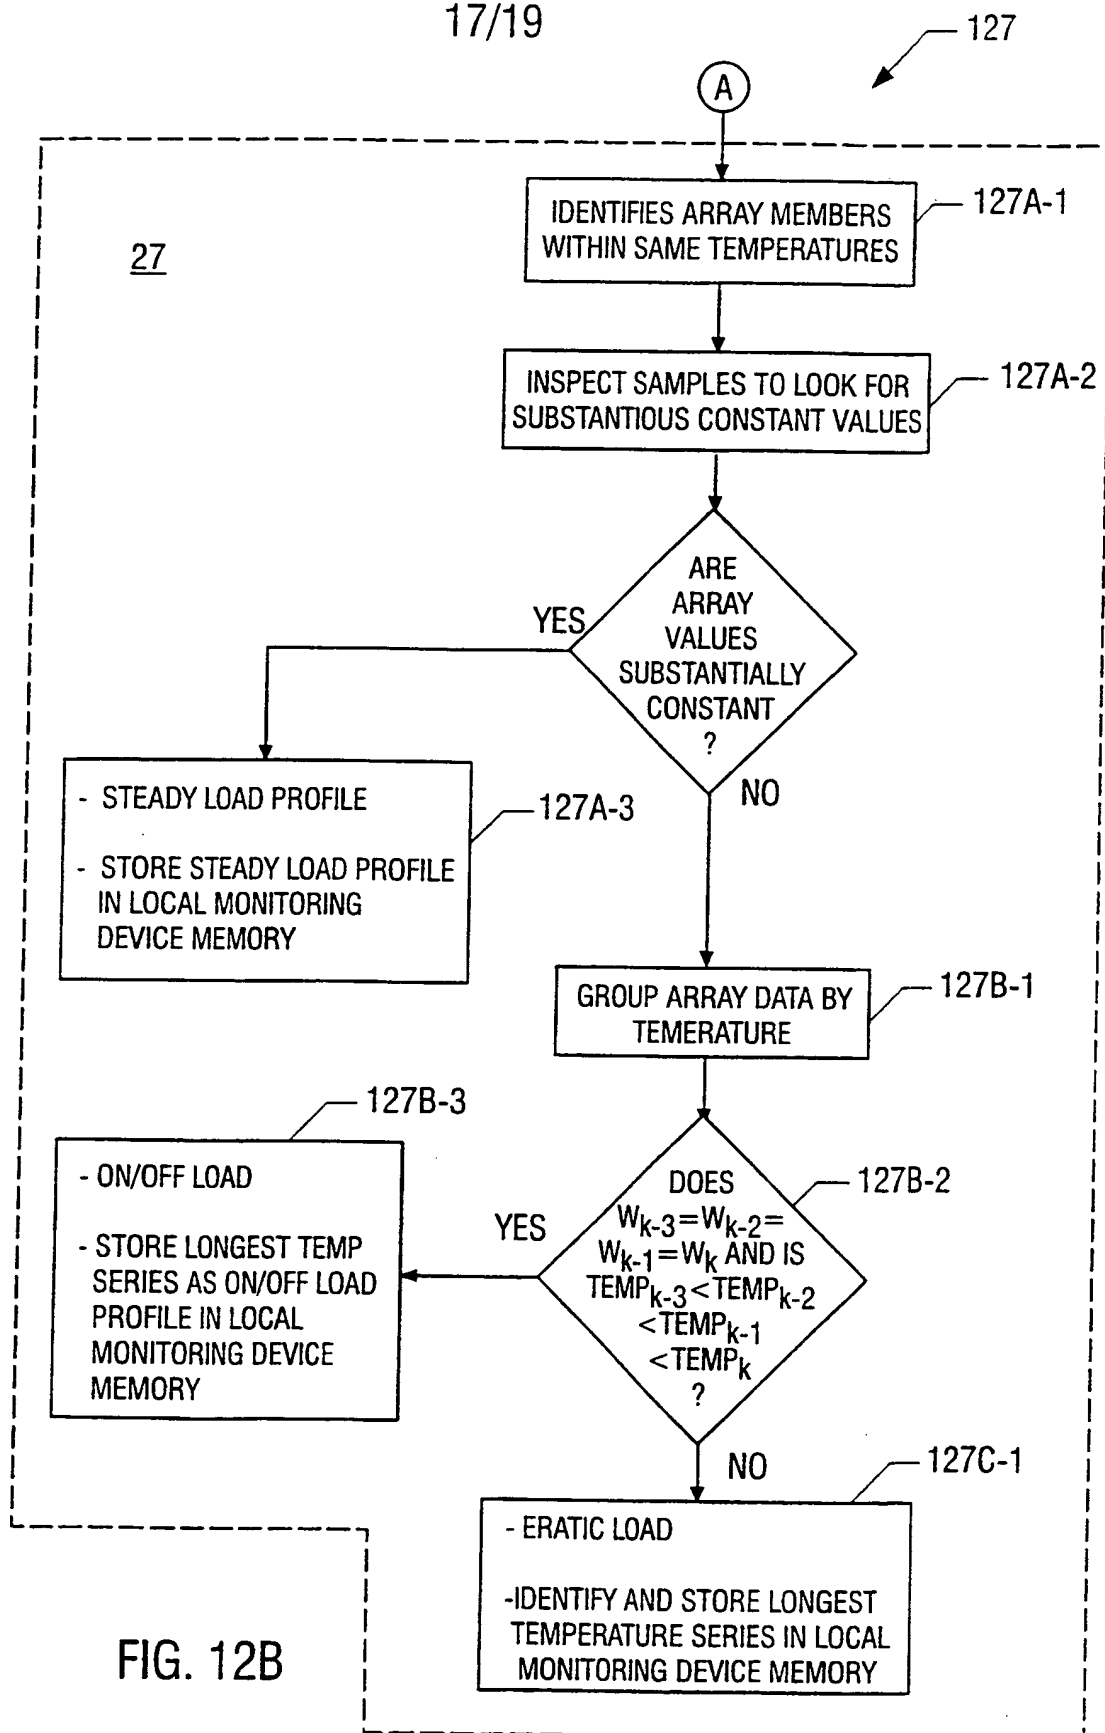 17/19
127
A
127A-1
IDENTIFIES ARRAY MEMBERS
WITHIN SAME TEMPERATURES
27
127A-2
INSPECT SAMPLES TO LOOK FOR
SUBSTANTIOUS CONSTANT VALUES
ARE
ARRAY
VALUES
SUBSTANTIALLY
CONSTANT
?
YES
NO
- STEADY LOAD PROFILE
- STORE STEADY LOAD PROFILE
IN LOCAL MONITORING
DEVICE MEMORY
127A-3
127B-1
GROUP ARRAY DATA BY
TEMERATURE
127B-3
- ON/OFF LOAD
- STORE LONGEST TEMP
SERIES AS ON/OFF LOAD
PROFILE IN LOCAL
MONITORING DEVICE
MEMORY
YES
127B-2
DOES
Wk-3=Wk-2=
Wk-1=Wk AND IS
TEMPk-3<TEMPk-2
<TEMPk-1
<TEMPk
?
NO
127C-1
- ERATIC LOAD
-IDENTIFY AND STORE LONGEST
TEMPERATURE SERIES IN LOCAL
MONITORING DEVICE MEMORY
FIG. 12B